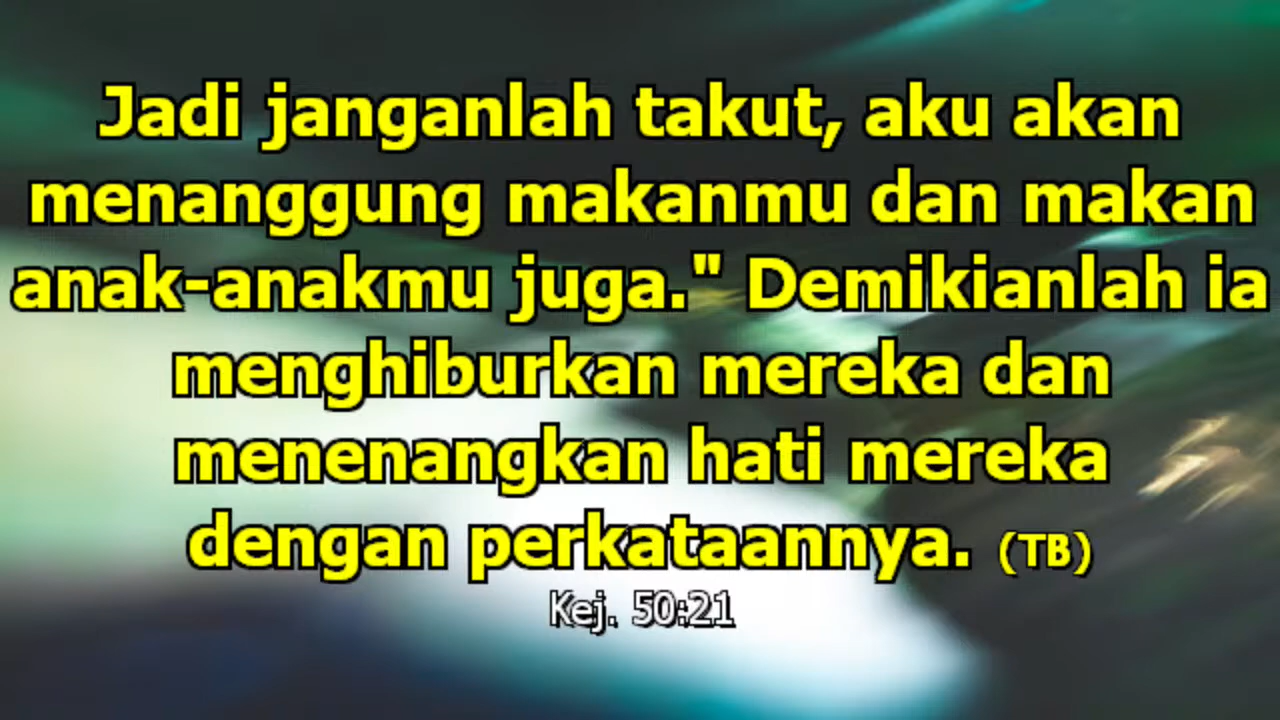 Jadi janganlah takut, aku akan
menanggung makanmu dan makan
anak-anakmu juga." Demikianlah ia
menghiburkan mereka dan
menenangkan hati mereka
dengan perkataannya. (TB)
Kej. 50:21